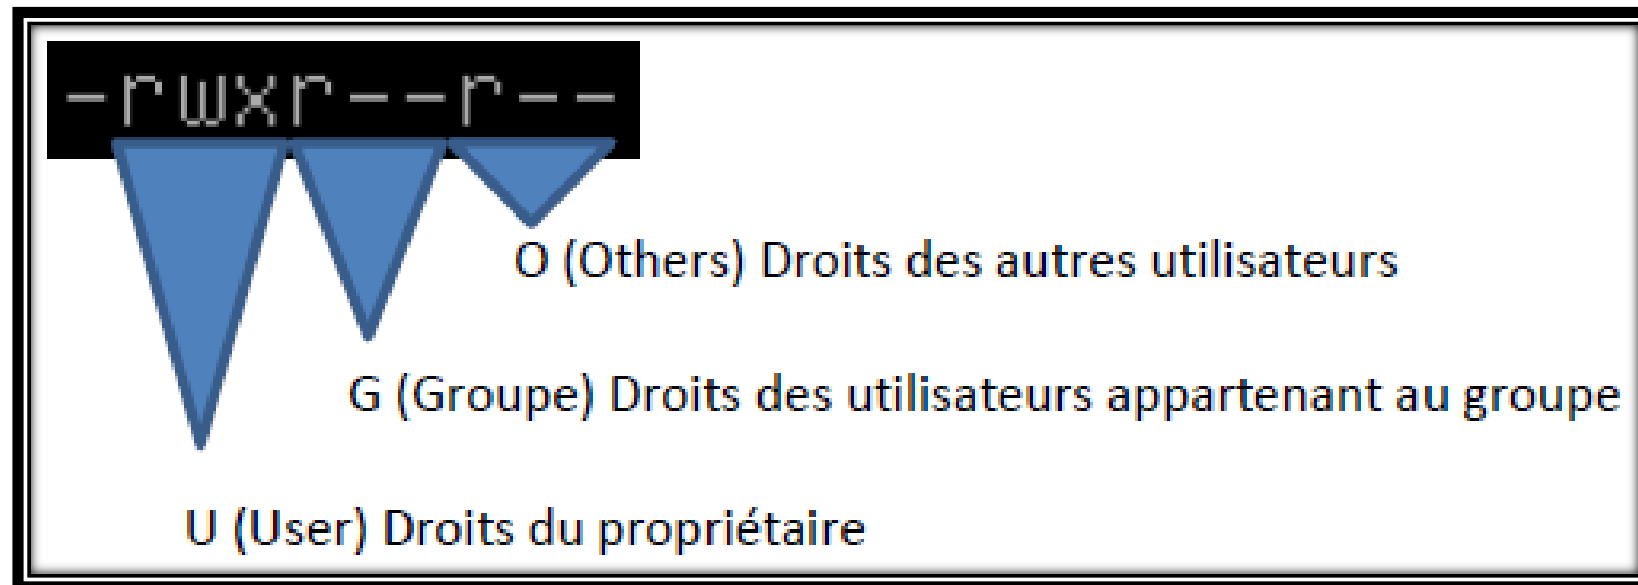 -rwxr--r--
O (Others) Droits des autres utilisateurs
G (Groupe) Droits des utilisateurs appartenant au groupe
U (User) Droits du propriétaire